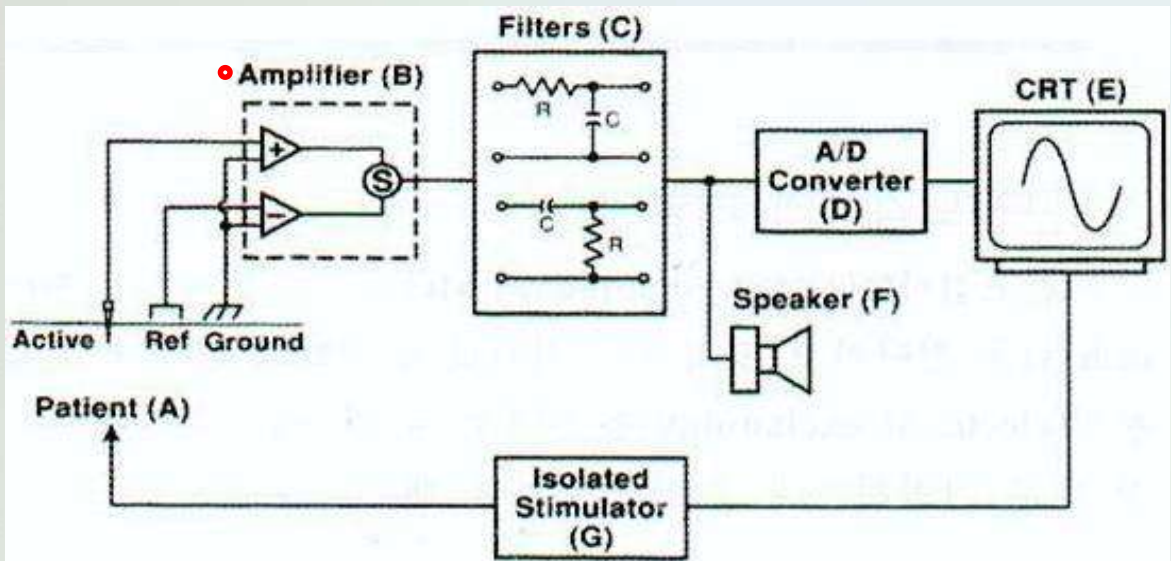 Filters (C)
Amplifier (B)
CRT (E)
R
C
+
S
A/D
Converter
(D)
−
C
R
Speaker (F)
Active Ref Ground
Patient (A)
Isolated
Stimulator
(G)